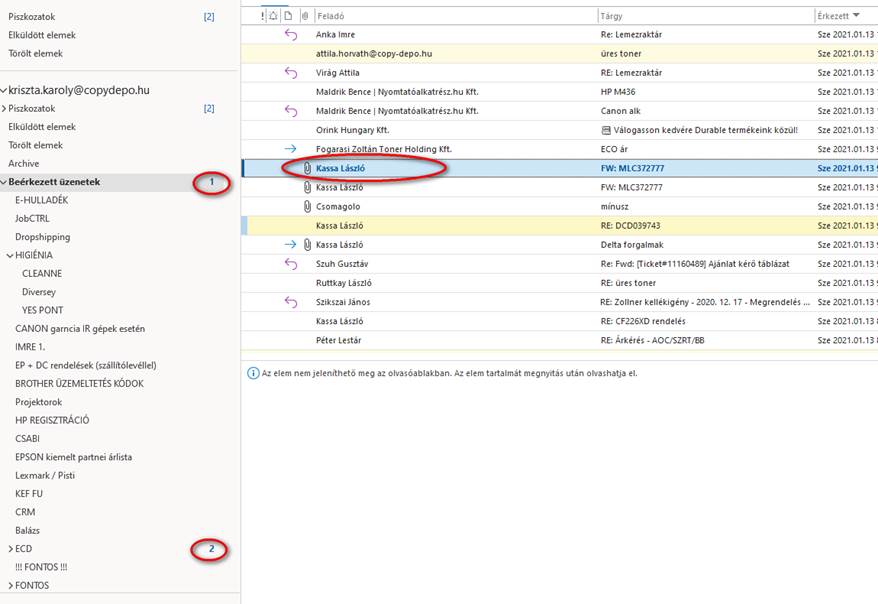 Piszkozatok [2]
Elküldött elemek
Törölt elemek
kriszta.karoly@copydepo.hu
Piszkozatok [2]
Elküldött elemek
Törölt elemek
Archive
Beérkezett üzenetek 1
E-HULLADÉK
JobCTRL
Dropshipping
HIGIÉNIA
CLEANNE
Diversey
YES PONT
CANON garncia IR gépek esetén
IMRE 1.
EP + DC rendelések (szállítólevéllel)
BROTHER ÜZEMELTETÉS KÓDOK
Projektorok
HP REGISZTRÁCIÓ
CSABI
EPSON kiemelt partnei árlista
Lexmark / Pisti
KEF FU
CRM
Balázs
ECD 2
!!! FONTOS !!!
FONTOS
! Feladó Tárgy Érkezett
Anka Imre Re: Lemezraktár Sze 2021.01.13
attila.horvath@copy-depo.hu üres toner Sze 2021.01.13
Virág Attila RE: Lemezraktár Sze 2021.01.13
Maldrik Bence | Nyomtatóalkatrész.hu Kft. HP M436 Sze 2021.01.13
Maldrik Bence | Nyomtatóalkatrész.hu Kft. Canon alk Sze 2021.01.13
Orink Hungary Kft. Válogasson kedvére Durable termékeink közül! Sze 2021.01.13
Fogarasi Zoltán Toner Holding Kft. ECO ár Sze 2021.01.13
Kassa László FW: MLC372777 Sze 2021.01.13
Kassa László FW: MLC372777 Sze 2021.01.13
Csomagolo mínusz Sze 2021.01.13
Kassa László RE: DCD039743 Sze 2021.01.13
Kassa László Delta forgalmak Sze 2021.01.13
Szuh Gusztáv Re: Fwd: [Ticket#11160489] Ajánlat kérő táblázat Sze 2021.01.13
Ruttkay László RE: üres toner Sze 2021.01.13
Szikszai János RE: Zollner kellékigény - 2020. 12. 17 - Megrendelés ... Sze 2021.01.13
Kassa László RE: CF226XD rendelés Sze 2021.01.13
Péter Lestár RE: Árkérés - AOC/SZRT/BB Sze 2021.01.13
Az elem nem jeleníthető meg az olvasóablakban. Az elem tartalmát megnyitás után olvashatja el.